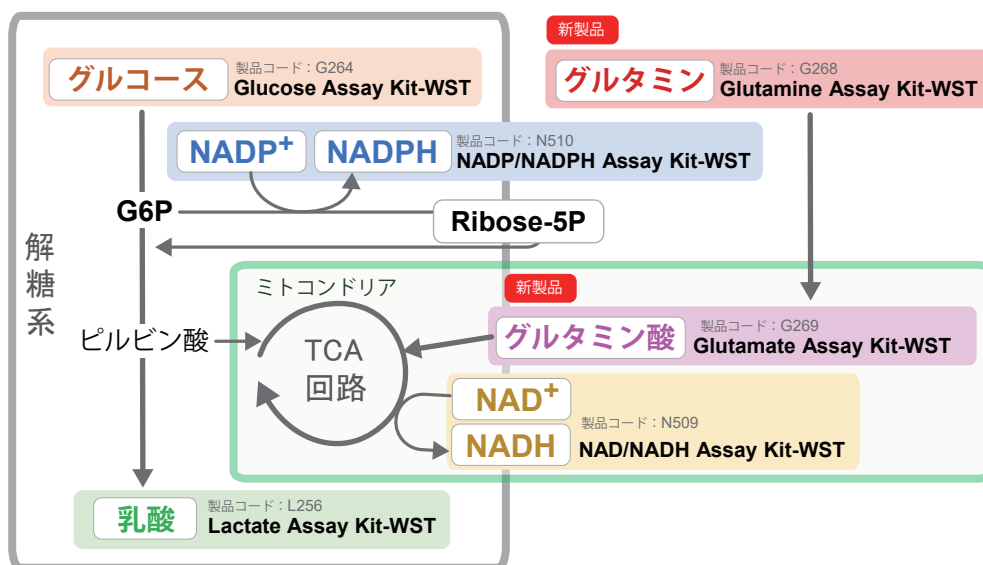 新製品
グルコース
製品コード：G264
Glucose Assay Kit-WST
グルタミン
製品コード：G268
Glutamine Assay Kit-WST
NADP⁺
NADPH
製品コード：N510
NADP/NADPH Assay Kit-WST
G6P
Ribose-5P
解糖系
ミトコンドリア
新製品
ピルビン酸
TCA
回路
グルタミン酸
製品コード：G269
Glutamate Assay Kit-WST
NAD⁺
NADH
製品コード：N509
NAD/NADH Assay Kit-WST
乳酸
製品コード：L256
Lactate Assay Kit-WST